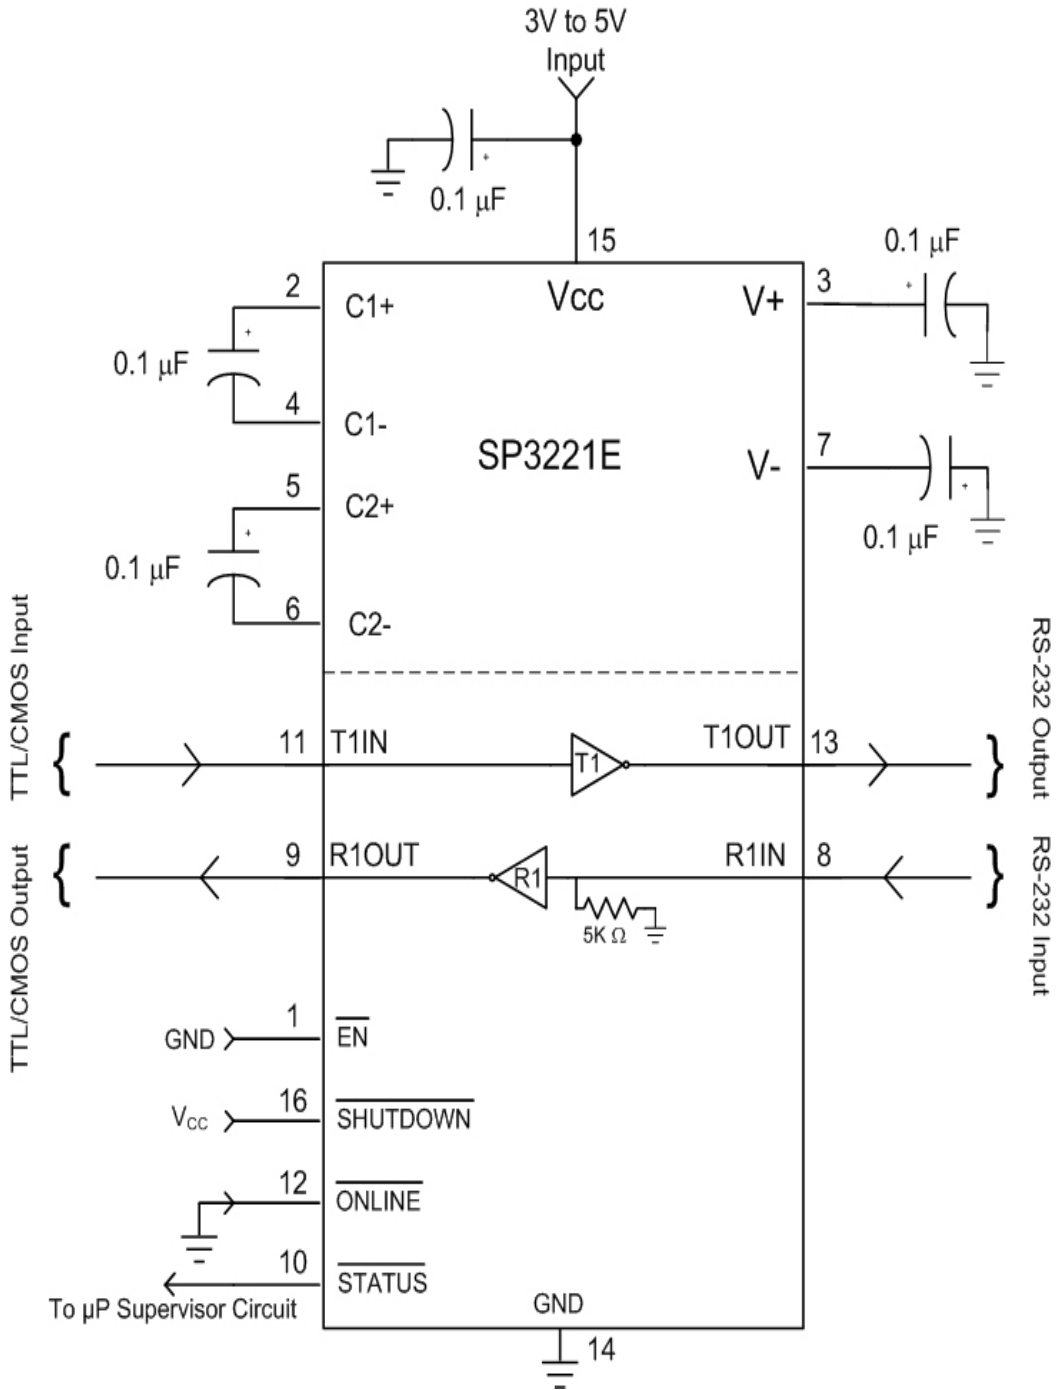 3V to 5V
Input
+
0.1 μF
15
0.1 μF
2
C1+
Vcc
V+
3
+
+
0.1 μF
4
C1-
SP3221E
V-
7
+
0.1 μF
5
C2+
+
0.1 μF
6
C2-
TTL/CMOS Input
RS-232 Output
11
T1IN
T1
T1OUT
13
TTL/CMOS Output
RS-232 Input
9
R1OUT
R1
R1IN
8
5K Ω
1
GND
EN
16
VCC
SHUTDOWN
12
ONLINE
10
STATUS
To μP Supervisor Circuit
GND
14